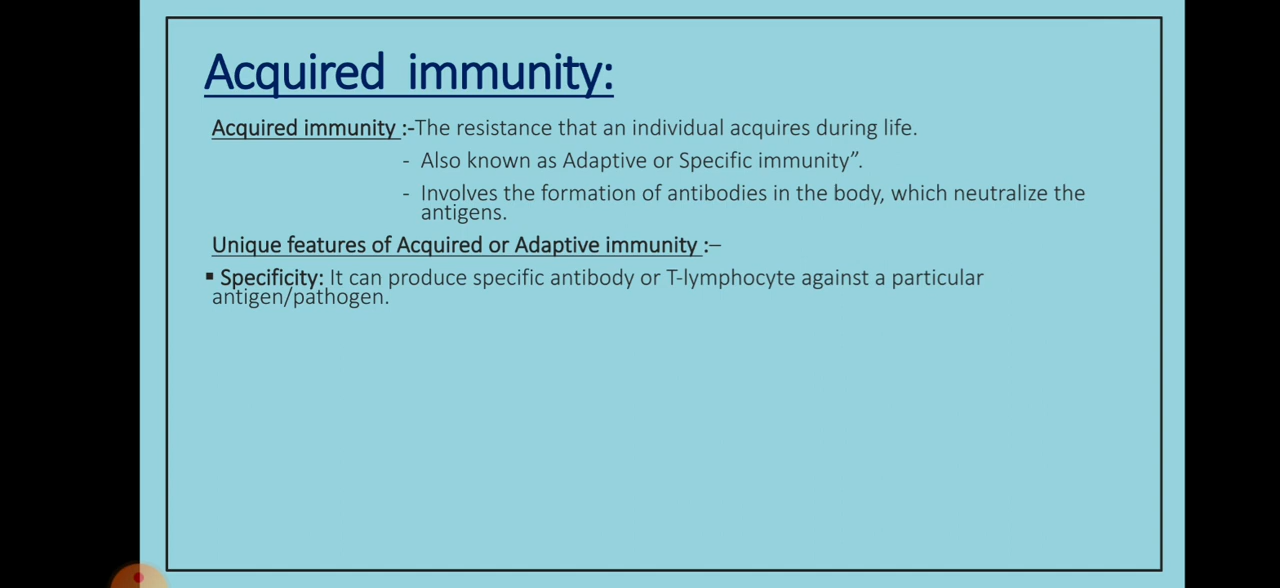 Acquired immunity:
Acquired immunity :-The resistance that an individual acquires during life.
- Also known as Adaptive or Specific immunity”.
- Involves the formation of antibodies in the body, which neutralize the
antigens.
Unique features of Acquired or Adaptive immunity :–
▪ Specificity: It can produce specific antibody or T-lymphocyte against a particular
antigen/pathogen.